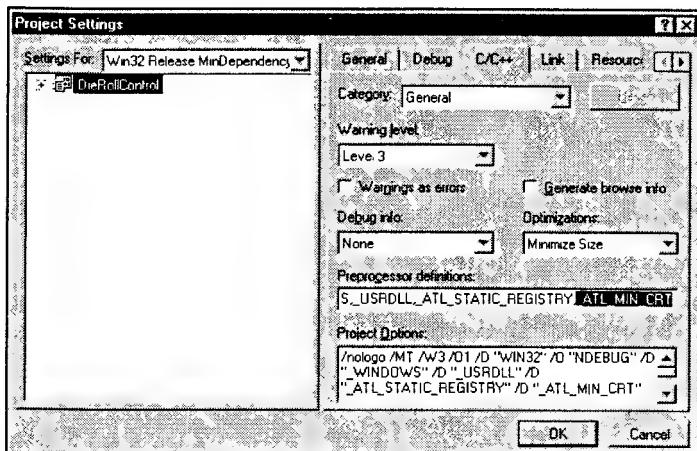 Project Settings
Settings For: Win32 Release MinDependency
DieRollControl
General Debug C/C++ Link Resource
Category: General
Warning level:
Level 3
Warnings as errors Generate browse info
Debug info: Optimizations:
None Minimize Size
Preprocessor definitions:
S,_USRDLL,_ATL_STATIC_REGISTRY,_ATL_MIN_CRT
Project Options:
/nologo /MT /W3 /O1 /D "WIN32" /D "NDEBUG" /D
"_WINDOWS" /D "_USRDLL" /D
"_ATL_STATIC_REGISTRY" /D "_ATL_MIN_CRT"
OK Cancel